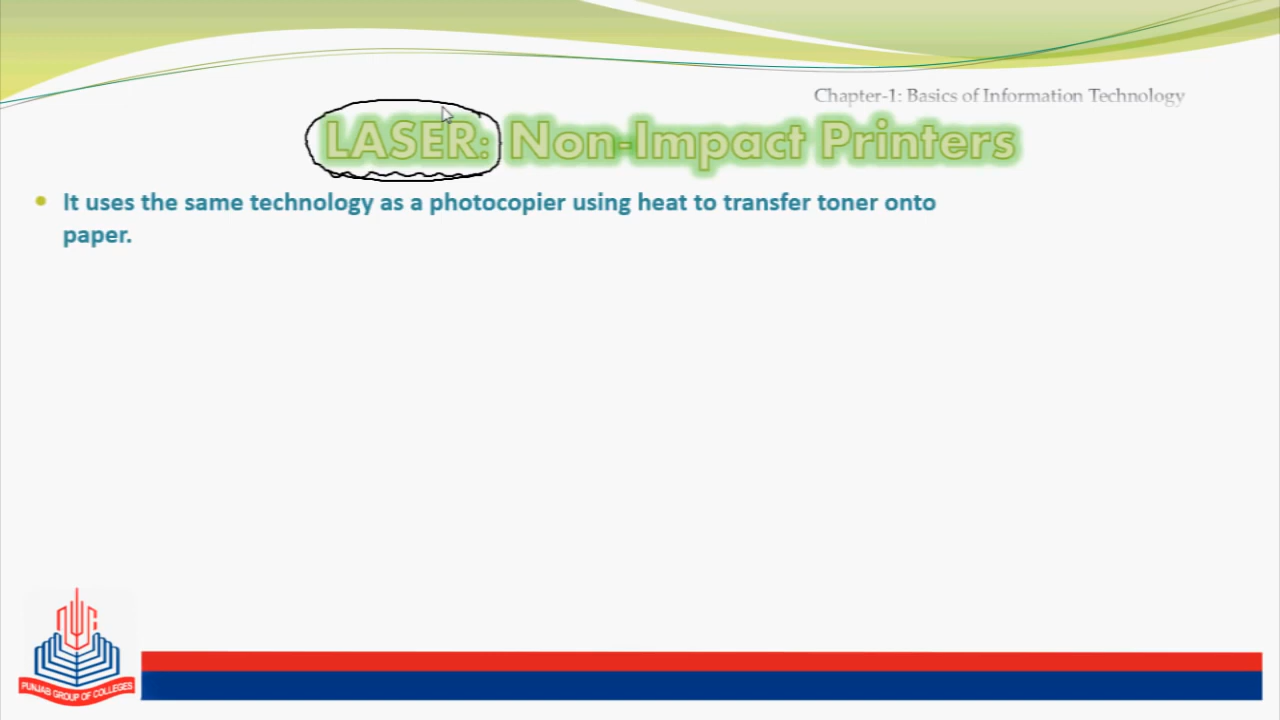 Chapter-1: Basics of Information Technology
LASER: Non-Impact Printers
It uses the same technology as a photocopier using heat to transfer toner onto
paper.
PUNJAB GROUP OF COLLEGES